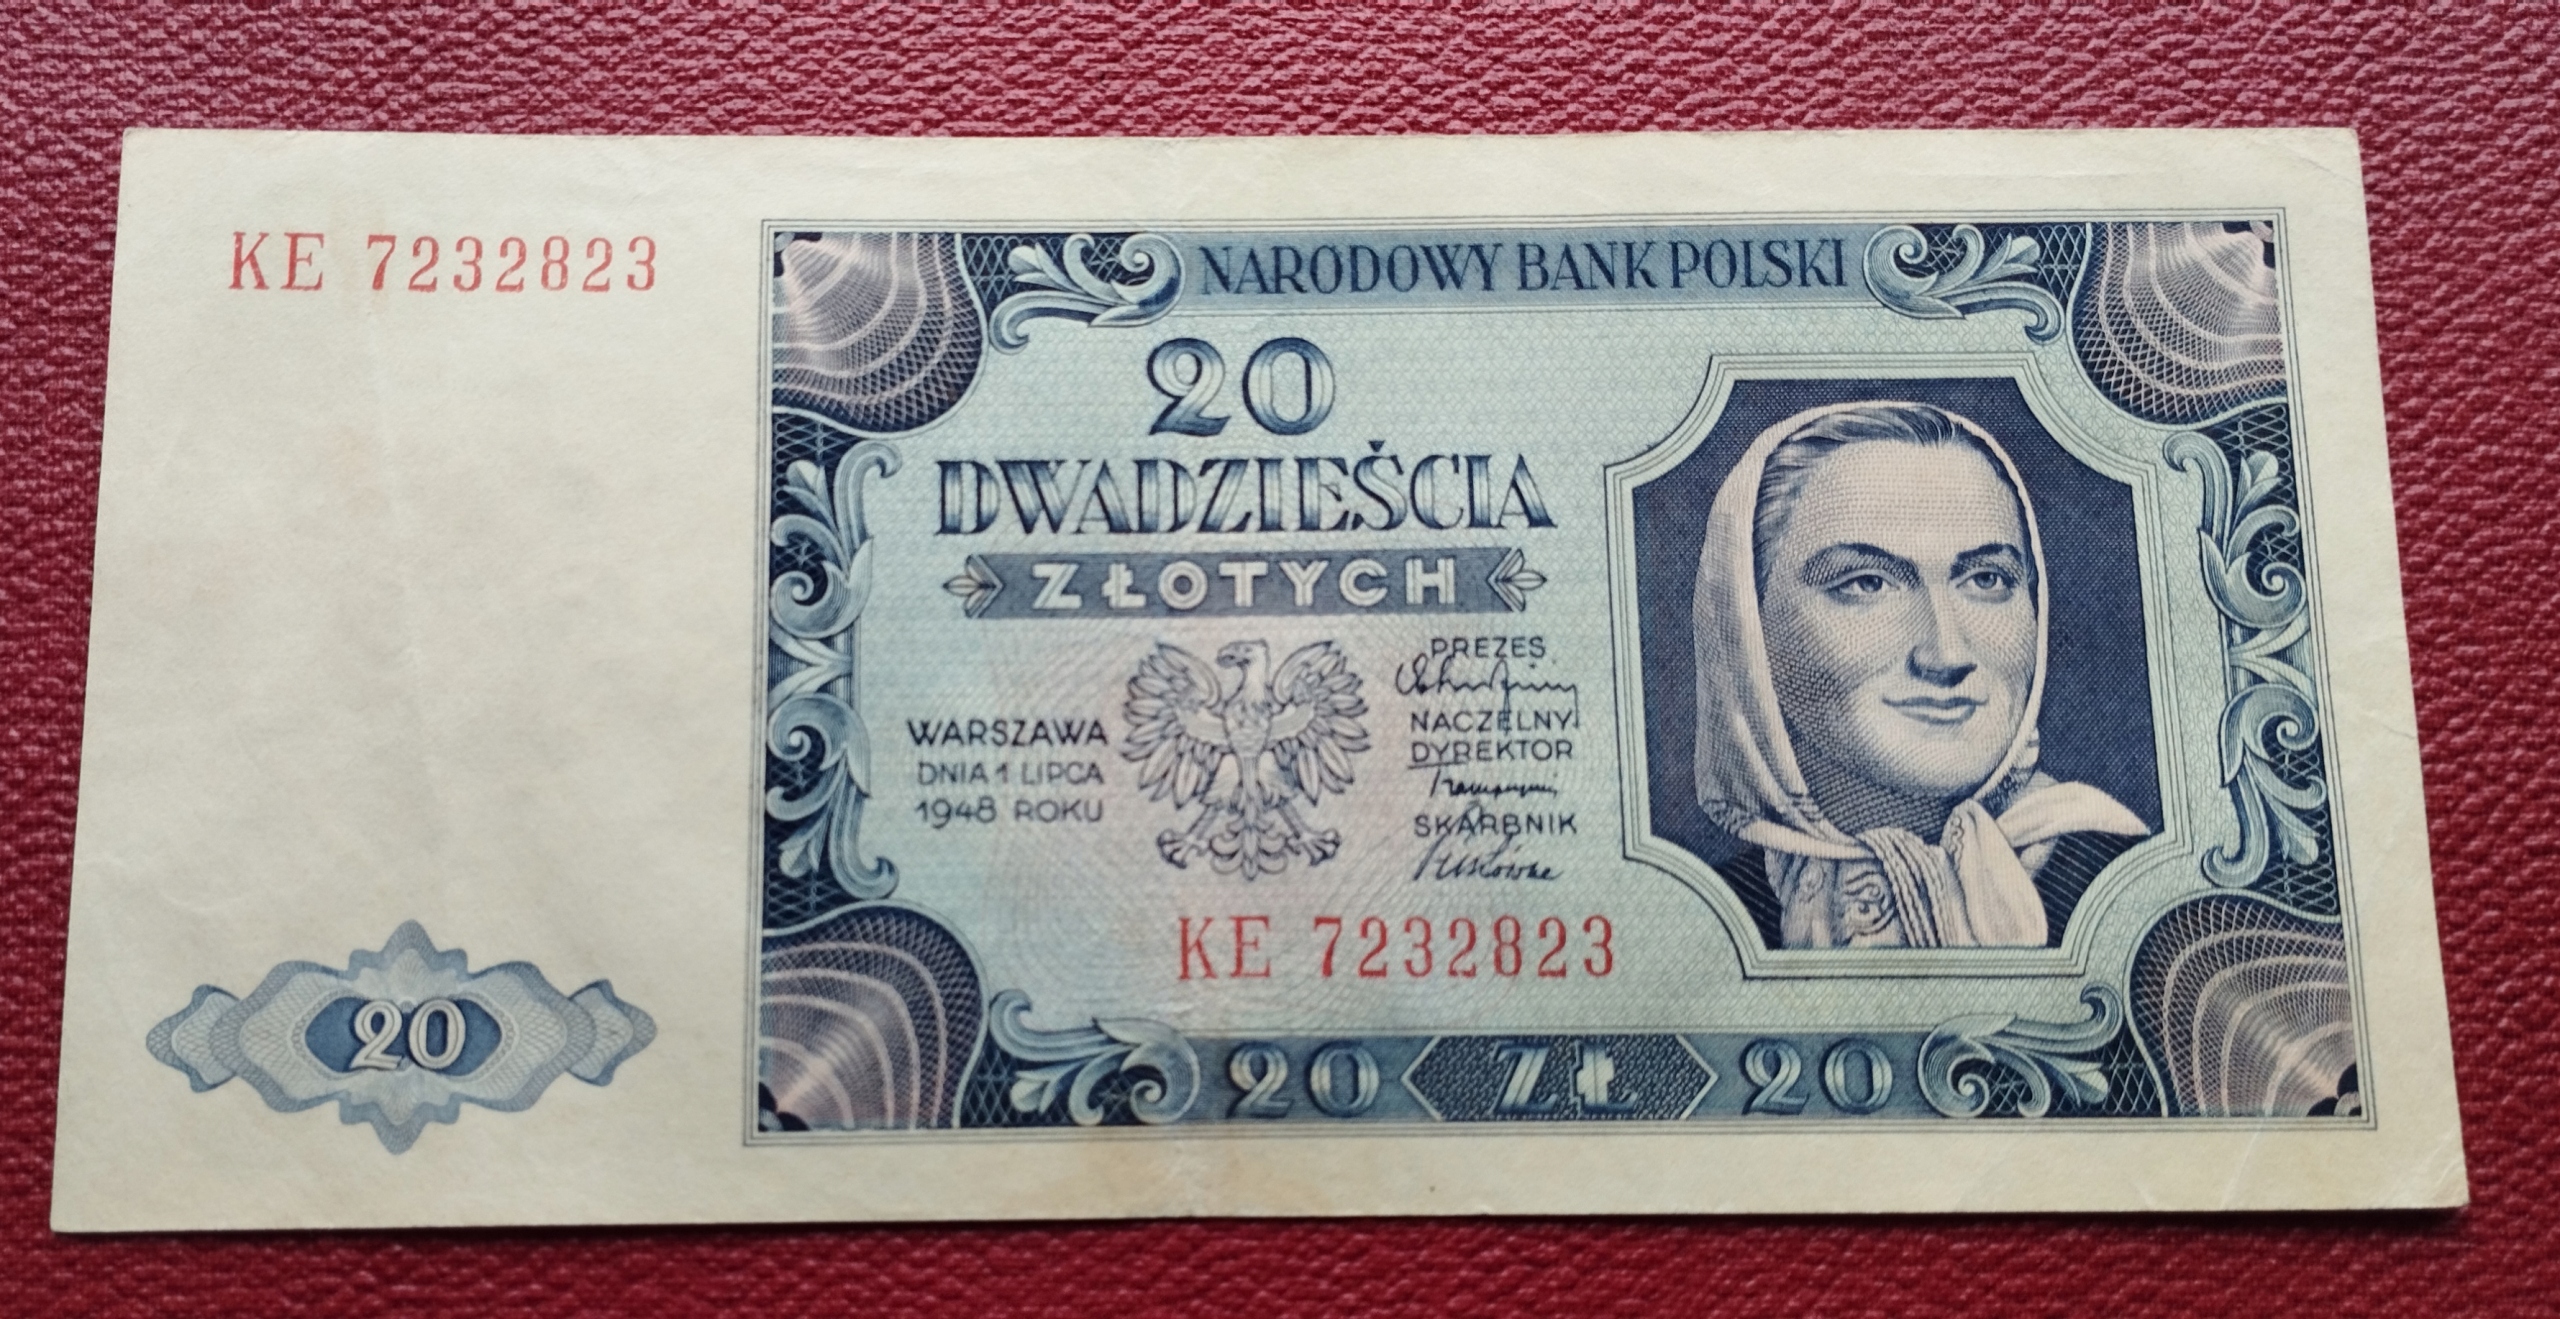 KE 7232823
NARODOWY BANK POLSKI
20
DWADZIEŚCIA
ZŁOTYCH
WARSZAWA
DNIA 1 LIPCA
1948 ROKU
PREZES
NACZELNY
DYREKTOR
SKARBNIK
KE 7232823
20
20 ZŁ 20